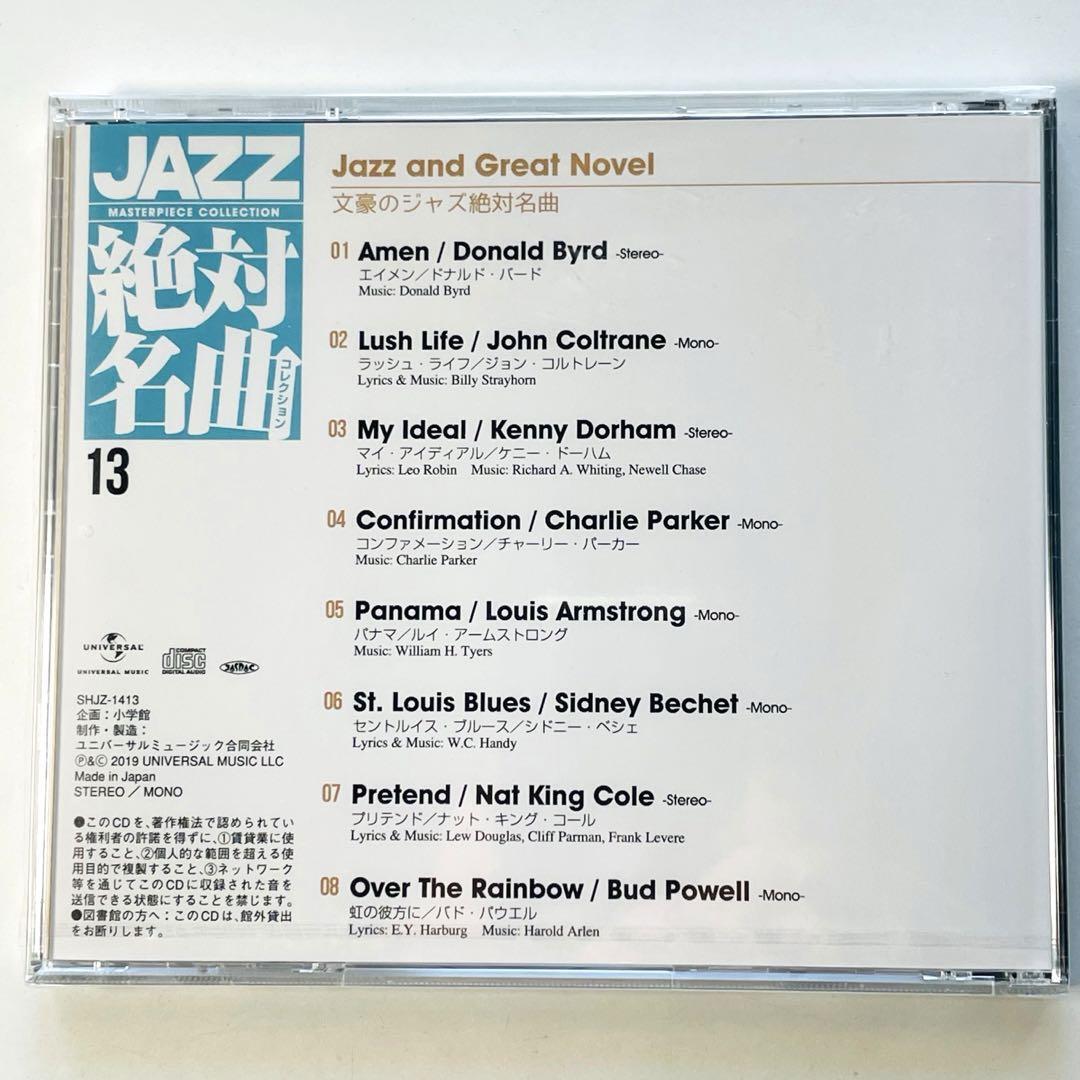 JAZZ
MASTERPIECE COLLECTION
絶対
名曲
コレクション
13
Jazz and Great Novel
文豪のジャズ絶対名曲
01 Amen / Donald Byrd -Stereo-
エイメン／ドナルド・バード
Music: Donald Byrd
02 Lush Life / John Coltrane -Mono-
ラッシュ・ライフ／ジョン・コルトレーン
Lyrics & Music: Billy Strayhorn
03 My Ideal / Kenny Dorham -Stereo-
マイ・アイディアル／ケニー・ドーハム
Lyrics: Leo Robin Music: Richard A. Whiting, Newell Chase
04 Confirmation / Charlie Parker -Mono-
コンファメーション／チャーリー・パーカー
Music: Charlie Parker
05 Panama / Louis Armstrong -Mono-
パナマ／ルイ・アームストロング
Music: William H. Tyers
06 St. Louis Blues / Sidney Bechet -Mono-
セントルイス・ブルース／シドニー・ベシェ
Lyrics & Music: W.C. Handy
07 Pretend / Nat King Cole -Stereo-
プリテンド／ナット・キング・コール
Lyrics & Music: Lew Douglas, Cliff Parman, Frank Levere
08 Over The Rainbow / Bud Powell -Mono-
虹の彼方に／バド・パウエル
Lyrics: E.Y. Harburg Music: Harold Arlen
UNIVERSAL
UNIVERSAL MUSIC
COMPACT
disc
DIGITAL AUDIO
JASRAC
SHJZ-1413
企画：小学館
制作・製造：
ユニバーサルミュージック合同会社
Ⓟ&Ⓒ 2019 UNIVERSAL MUSIC LLC
Made in Japan
STEREO／MONO
●このCDを、著作権法で認められてい
る権利者の許諾を得ずに、①賃貸業に使
用すること、②個人的な範囲を超える使
用目的で複製すること、③ネットワーク
等を通じてこのCDに収録された音を
送信できる状態にすることを禁じます。
●図書館の方へ：このCDは、館外貸出
をお断りします。